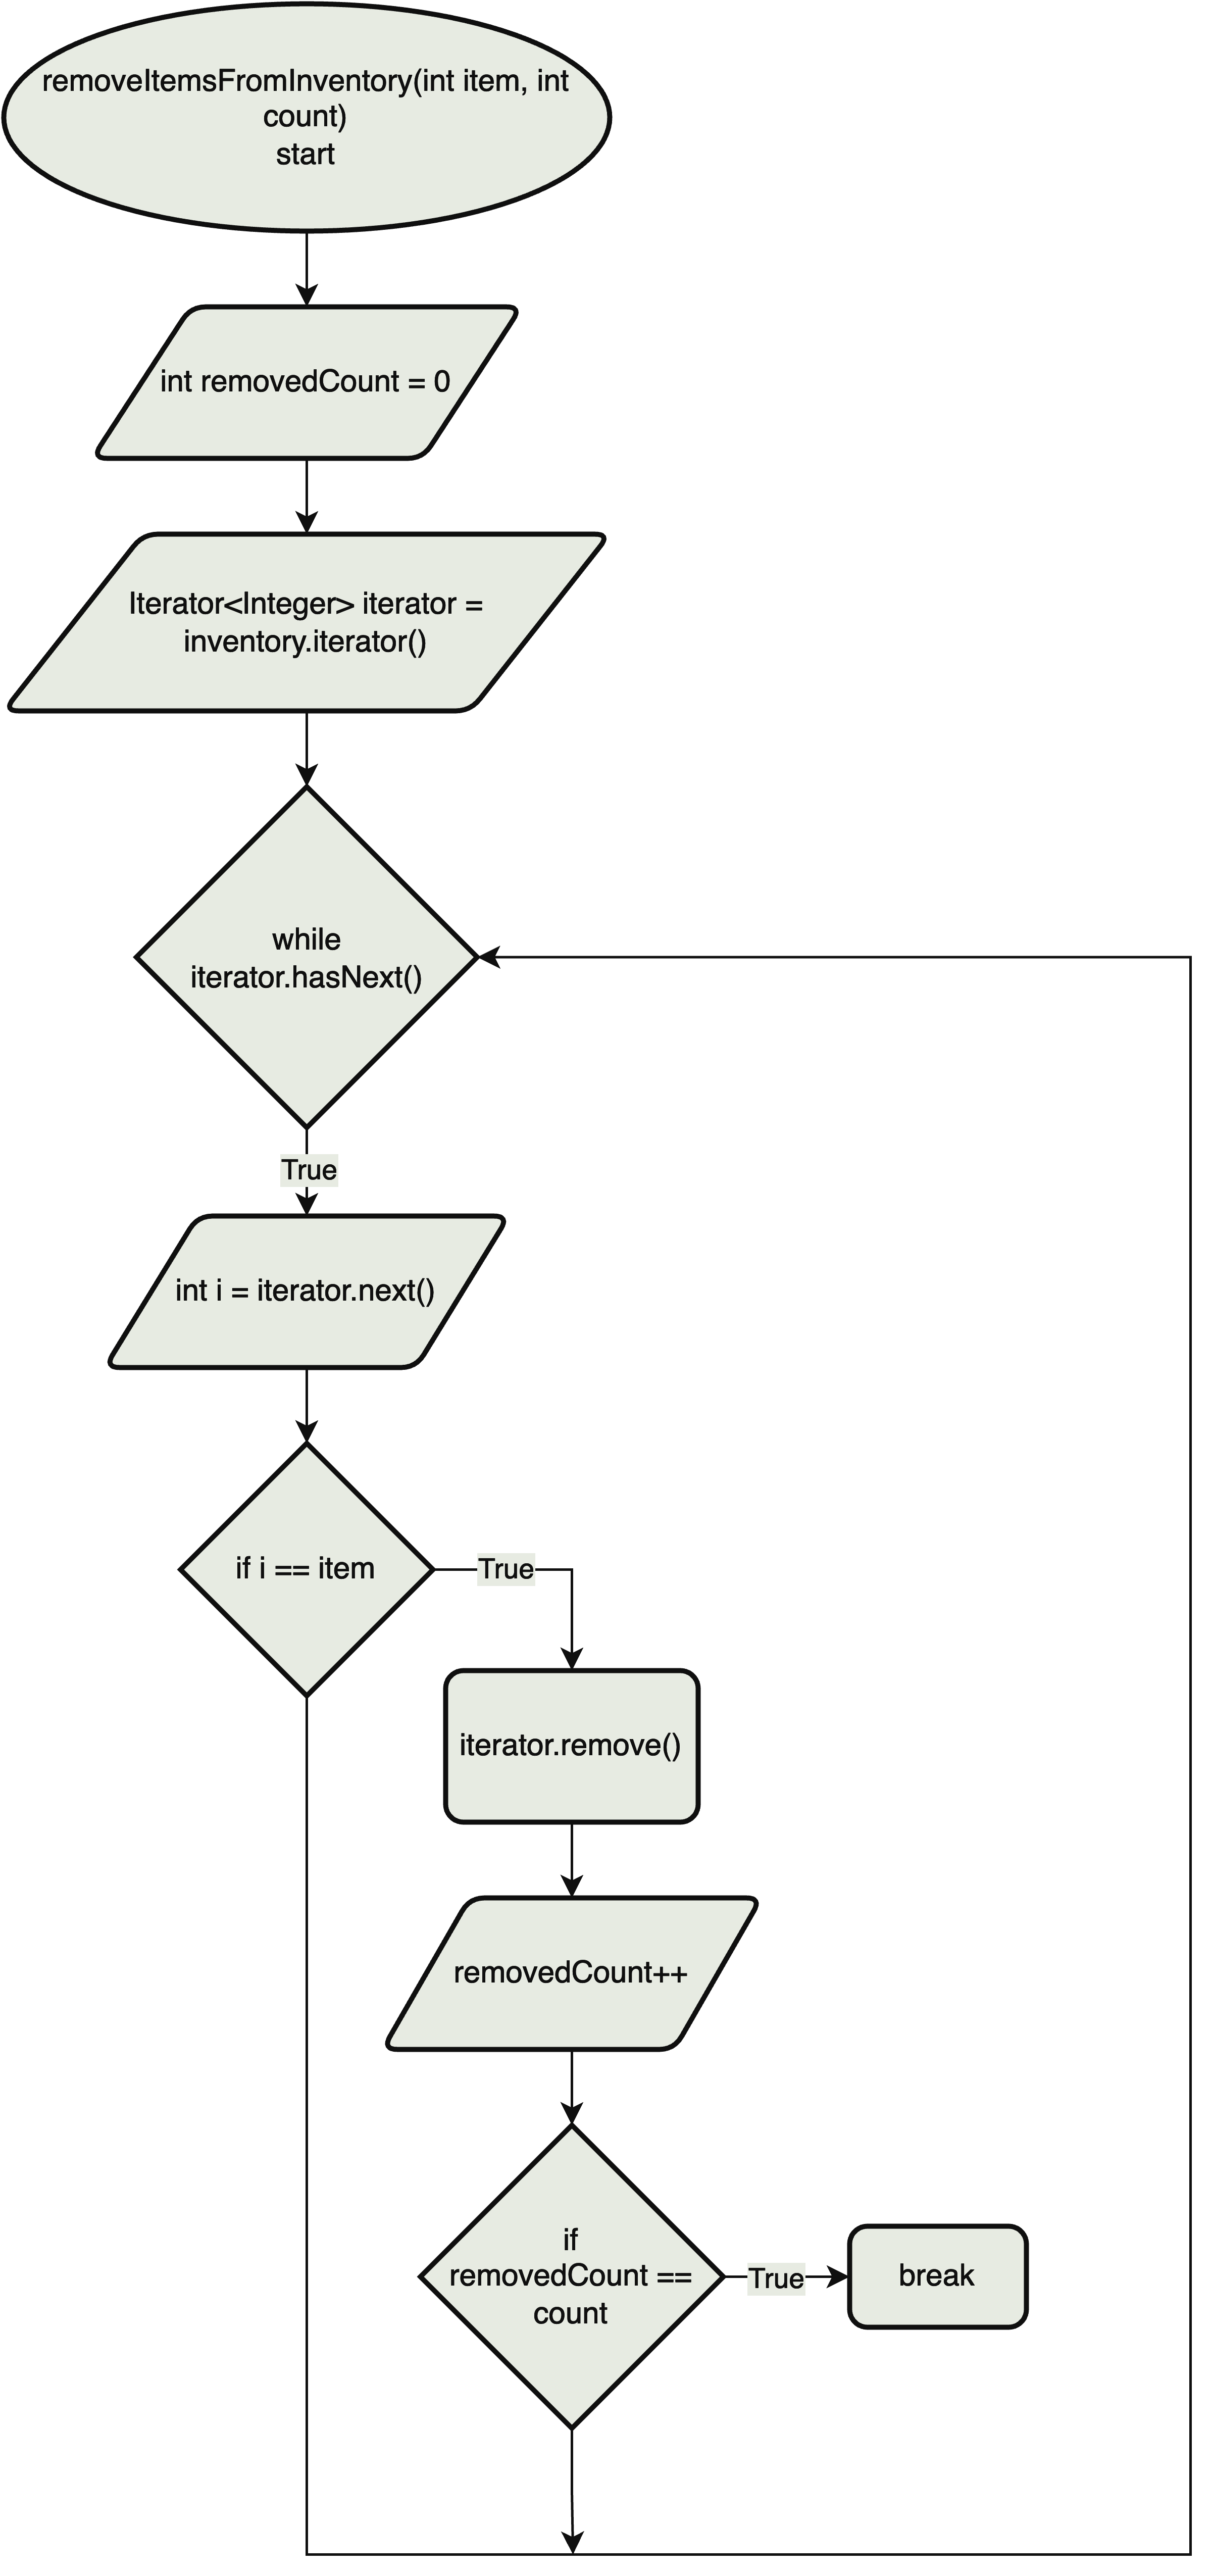 removeItemsFromInventory(int item, int
count)
start
int removedCount = 0
Iterator<Integer> iterator =
inventory.iterator()
while
iterator.hasNext()
True
int i = iterator.next()
if i == item
True
iterator.remove()
removedCount++
if
removedCount ==
count
True
break